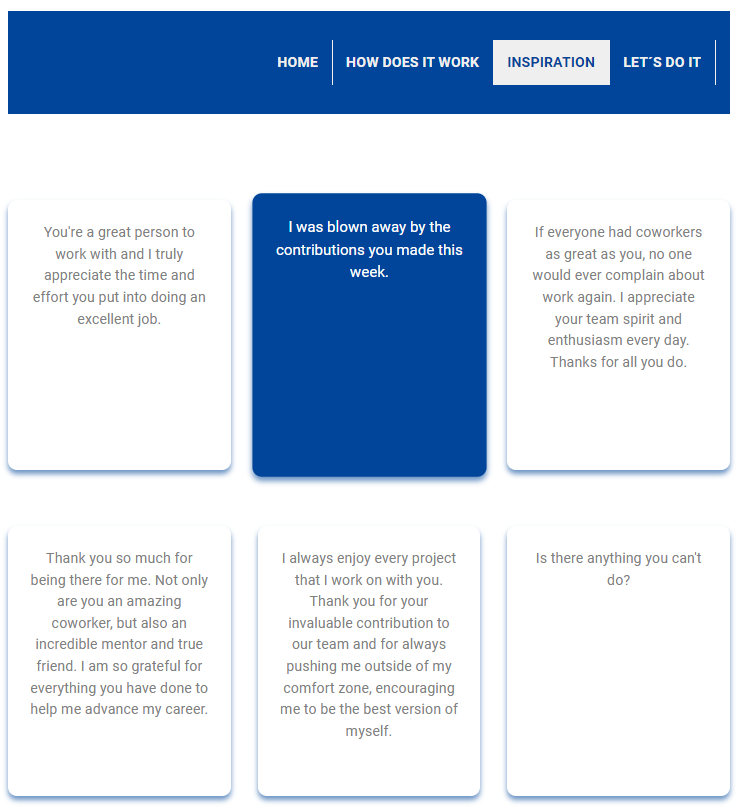 HOME
HOW DOES IT WORK
INSPIRATION
LET´S DO IT
You're a great person to
work with and I truly
appreciate the time and
effort you put into doing an
excellent job.
I was blown away by the
contributions you made this
week.
If everyone had coworkers
as great as you, no one
would ever complain about
work again. I appreciate
your team spirit and
enthusiasm every day.
Thanks for all you do.
Thank you so much for
being there for me. Not only
are you an amazing
coworker, but also an
incredible mentor and true
friend. I am so grateful for
everything you have done to
help me advance my career.
I always enjoy every project
that I work on with you.
Thank you for your
invaluable contribution to
our team and for always
pushing me outside of my
comfort zone, encouraging
me to be the best version of
myself.
Is there anything you can't
do?